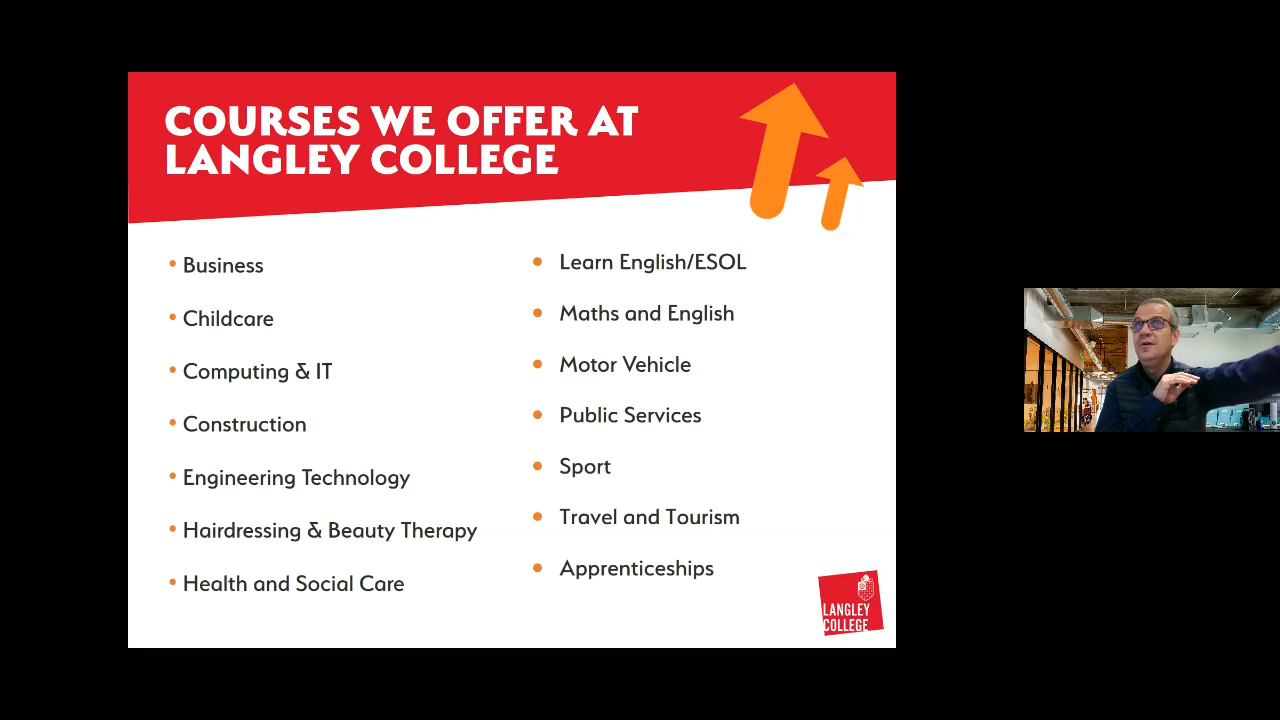 COURSES WE OFFER AT
LANGLEY COLLEGE
Business
Childcare
Computing & IT
Construction
Engineering Technology
Hairdressing & Beauty Therapy
Health and Social Care
Learn English/ESOL
Maths and English
Motor Vehicle
Public Services
Sport
Travel and Tourism
Apprenticeships
LANGLEY
COLLEGE